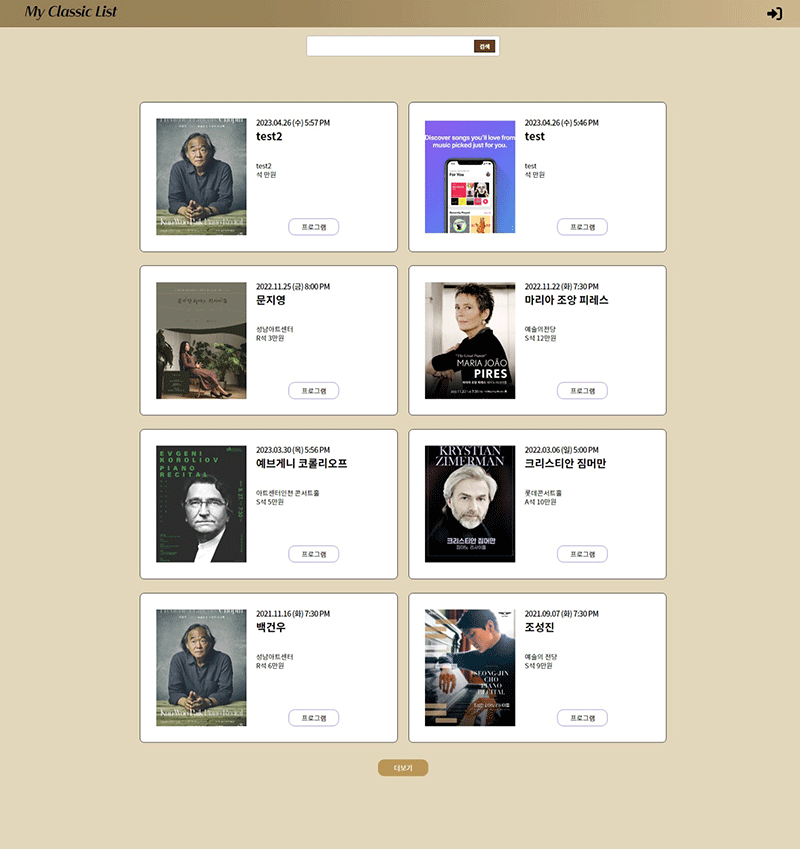 My Classic List
검색
2023.04.26 (수) 5:57 PM
test2
test2
석 만원
프로그램
2023.04.26 (수) 5:46 PM
test
test
석 만원
프로그램
Discover songs you'll love from
music picked just for you.
For You
2022.11.25 (금) 8:00 PM
문지영
성남아트센터
R석 3만원
프로그램
2022.11.22 (화) 7:30 PM
마리아 조앙 피레스
예술의전당
S석 12만원
프로그램
MARIA JOÃO
PIRES
2023.03.30 (목) 5:56 PM
예브게니 코롤리오프
아트센터인천 콘서트홀
S석 5만원
프로그램
EVGENI
KOROLIOV
PIANO
RECITAL
2022.03.06 (일) 5:00 PM
크리스티안 짐머만
롯데콘서트홀
A석 10만원
프로그램
KRYSTIAN
ZIMERMAN
크리스티안 짐머만
피아노 리사이틀
2021.11.16 (화) 7:30 PM
백건우
성남아트센터
R석 6만원
프로그램
2021.09.07 (화) 7:30 PM
조성진
예술의 전당
S석 9만원
프로그램
SEONG-JIN
CHO
PIANO
RECITAL
더보기